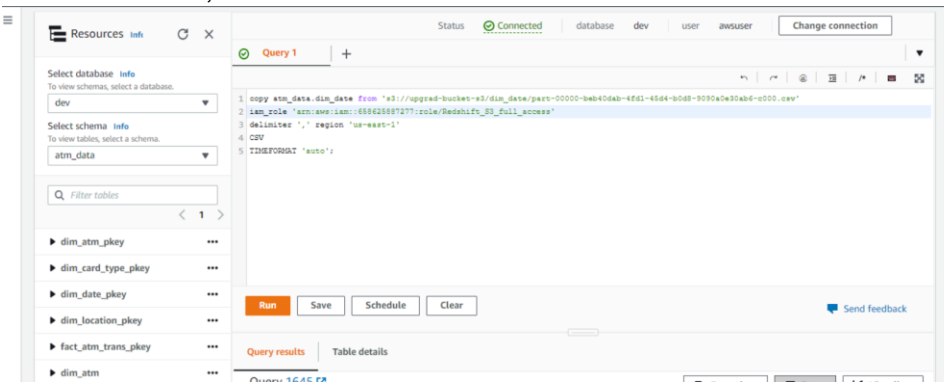 Resources Info
Status Connected database dev user awsuser Change connection
Query 1
Select database Info
To view schemas, select a database.
dev
Select schema Info
To view tables, select a schema.
atm_data
Filter tables
1
dim_atm_pkey
dim_card_type_pkey
dim_date_pkey
dim_location_pkey
fact_atm_trans_pkey
dim_atm
1 copy atm_data.dim_date from 's3://upgrad-bucket-s3/dim_date/part-00000-beb40dab-4fd1-45d4-b0d8-9090a0e30ab6-c000.csv'
2 iam_role 'arn:aws:iam::658625887277:role/Redshift_S3_full_access'
3 delimiter ',' region 'us-east-1'
4 CSV
5 TIMEFORMAT 'auto';
Run Save Schedule Clear
Send feedback
Query results Table details
Query 1645